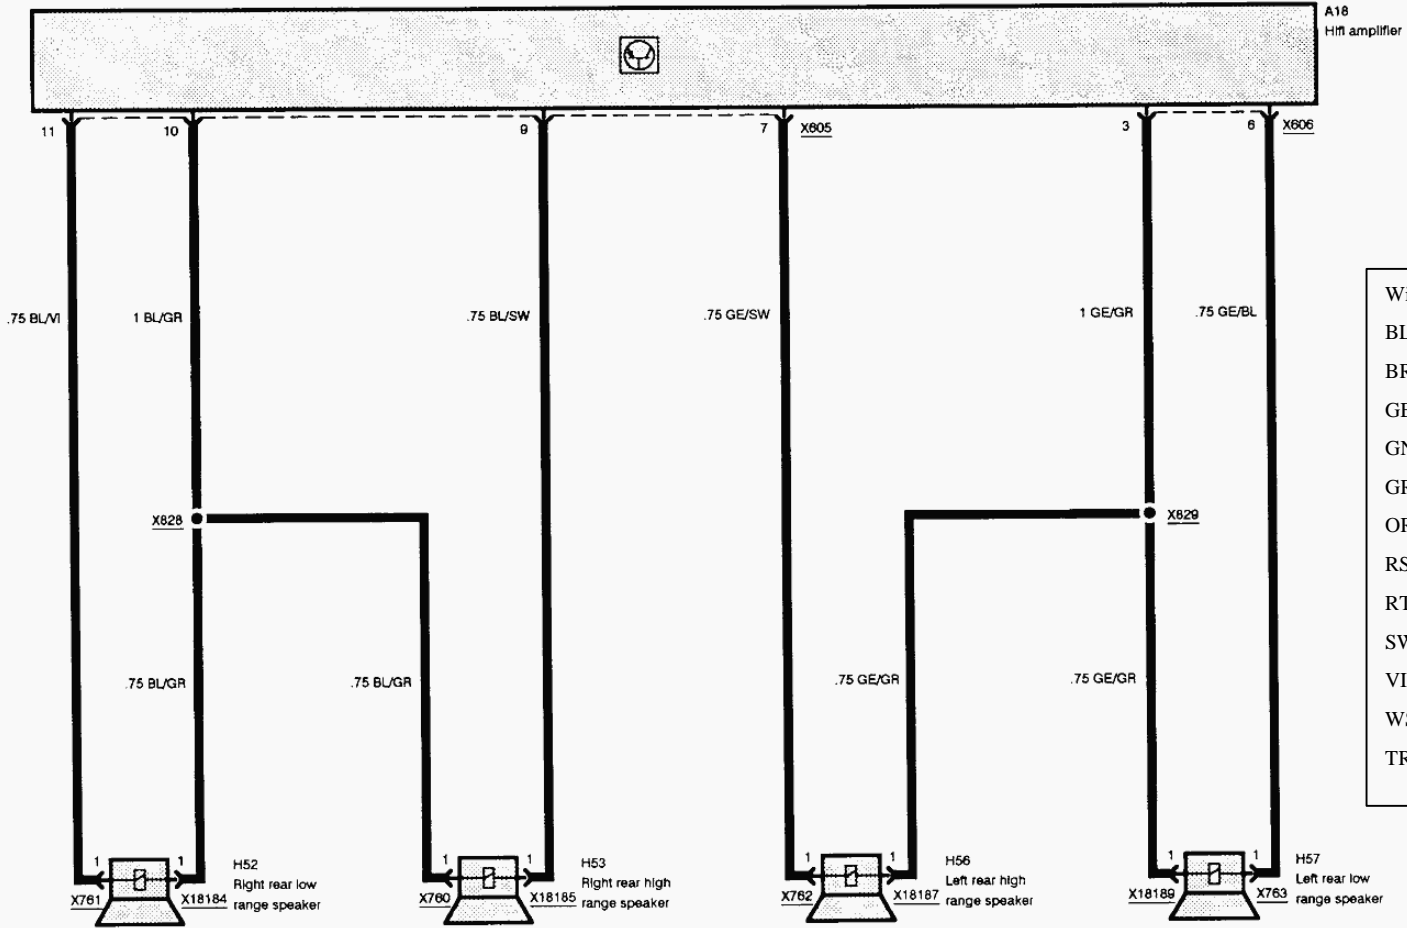 A18
Hifi amplifier
11
10
9
7
X605
3
6
X606
.75 BL/VI
1 BL/GR
.75 BL/SW
.75 GE/SW
1 GE/GR
.75 GE/BL
BL
BR
GE
GN
GR
OR
RS
RT
SW
VI
WS
TR
X828
X829
.75 BL/GR
.75 BL/GR
.75 GE/GR
.75 GE/GR
1
1
H52
Right rear low
range speaker
X761
X18184
1
1
H53
Right rear high
range speaker
X760
X18185
1
1
H56
Left rear high
range speaker
X762
X18187
1
1
H57
Left rear low
range speaker
X18189
X763